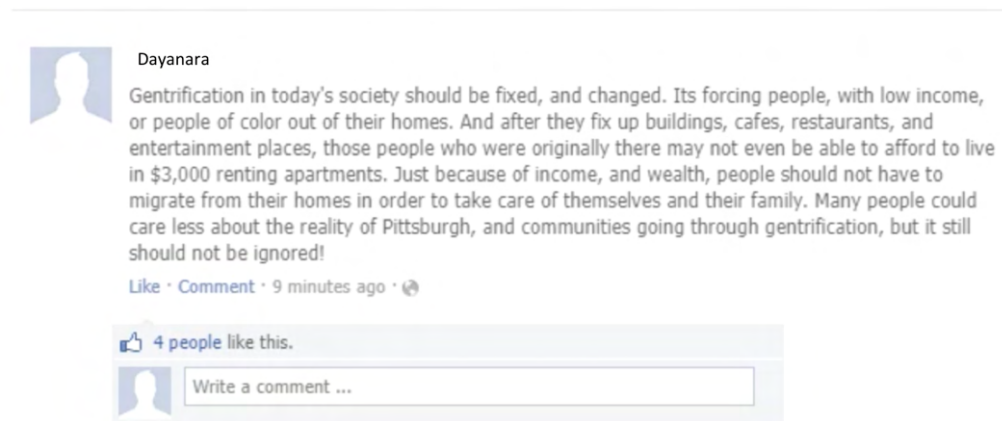 Dayanara
Gentrification in today's society should be fixed, and changed. Its forcing people, with low income,
or people of color out of their homes. And after they fix up buildings, cafes, restaurants, and
entertainment places, those people who were originally there may not even be able to afford to live
in $3,000 renting apartments. Just because of income, and wealth, people should not have to
migrate from their homes in order to take care of themselves and their family. Many people could
care less about the reality of Pittsburgh, and communities going through gentrification, but it still
should not be ignored!
Like · Comment · 9 minutes ago ·
4 people like this.
Write a comment ...